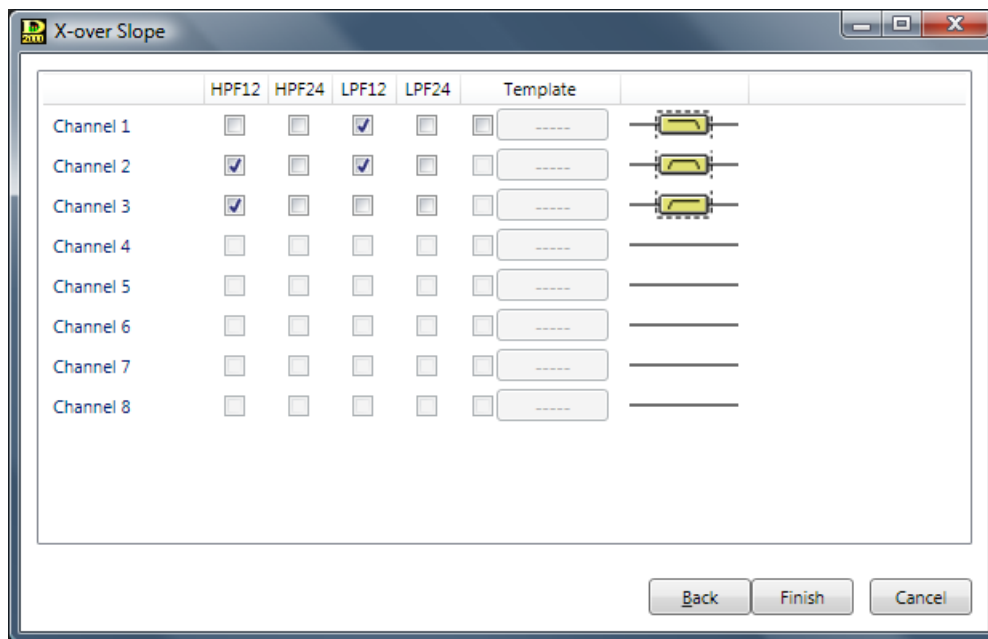 X-over Slope
HPF12 HPF24 LPF12 LPF24 Template
Channel 1 -----
Channel 2 -----
Channel 3 -----
Channel 4 -----
Channel 5 -----
Channel 6 -----
Channel 7 -----
Channel 8 -----
Back Finish Cancel